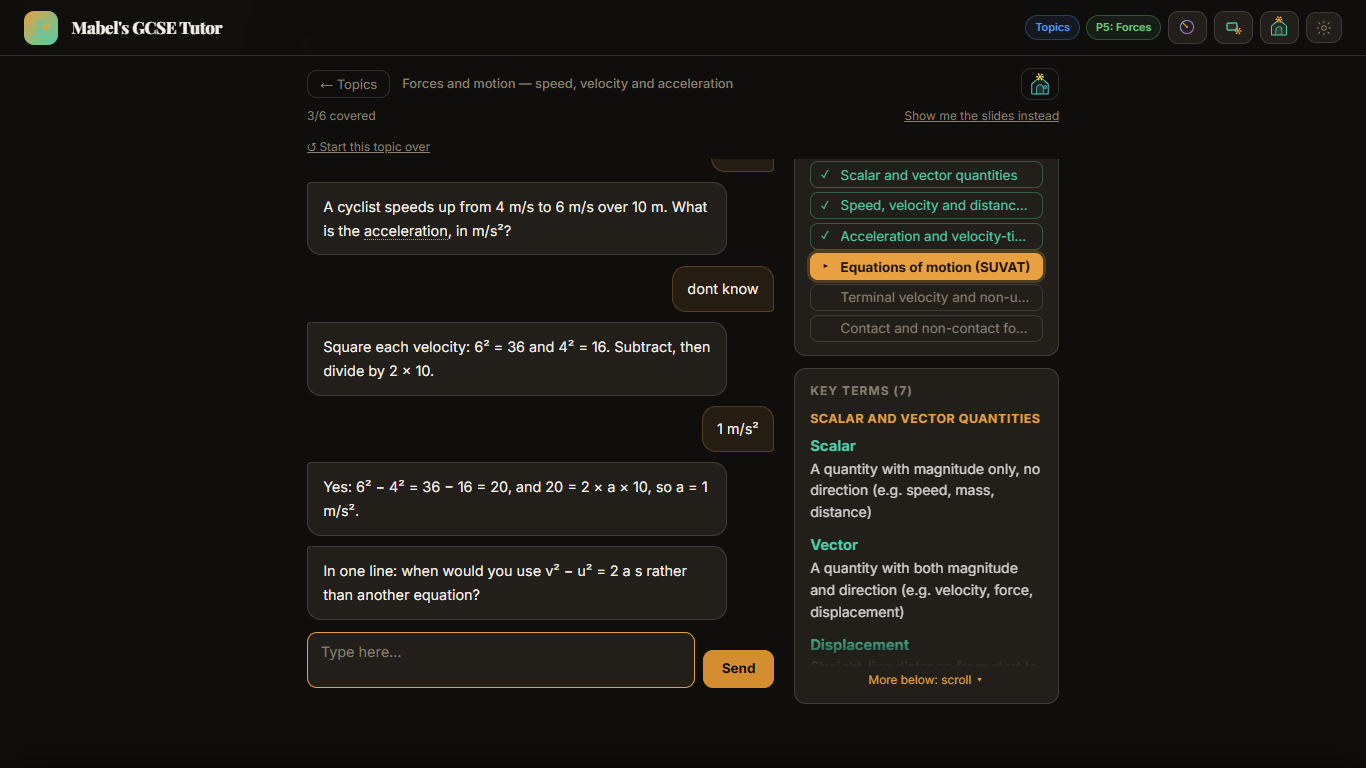 Mabel's GCSE Tutor
Topics
P5: Forces
← Topics
Forces and motion — speed, velocity and acceleration
3/6 covered
Show me the slides instead
↺ Start this topic over
A cyclist speeds up from 4 m/s to 6 m/s over 10 m. What
is the acceleration, in m/s²?
dont know
Square each velocity: 6² = 36 and 4² = 16. Subtract, then
divide by 2 × 10.
1 m/s²
Yes: 6² − 4² = 36 − 16 = 20, and 20 = 2 × a × 10, so a = 1
m/s².
In one line: when would you use v² − u² = 2 a s rather
than another equation?
Type here...
Send
✓ Scalar and vector quantities
✓ Speed, velocity and distanc...
✓ Acceleration and velocity-ti...
▸ Equations of motion (SUVAT)
Terminal velocity and non-u...
Contact and non-contact fo...
KEY TERMS (7)
SCALAR AND VECTOR QUANTITIES
Scalar
A quantity with magnitude only, no
direction (e.g. speed, mass,
distance)
Vector
A quantity with both magnitude
and direction (e.g. velocity, force,
displacement)
Displacement
More below: scroll ▾